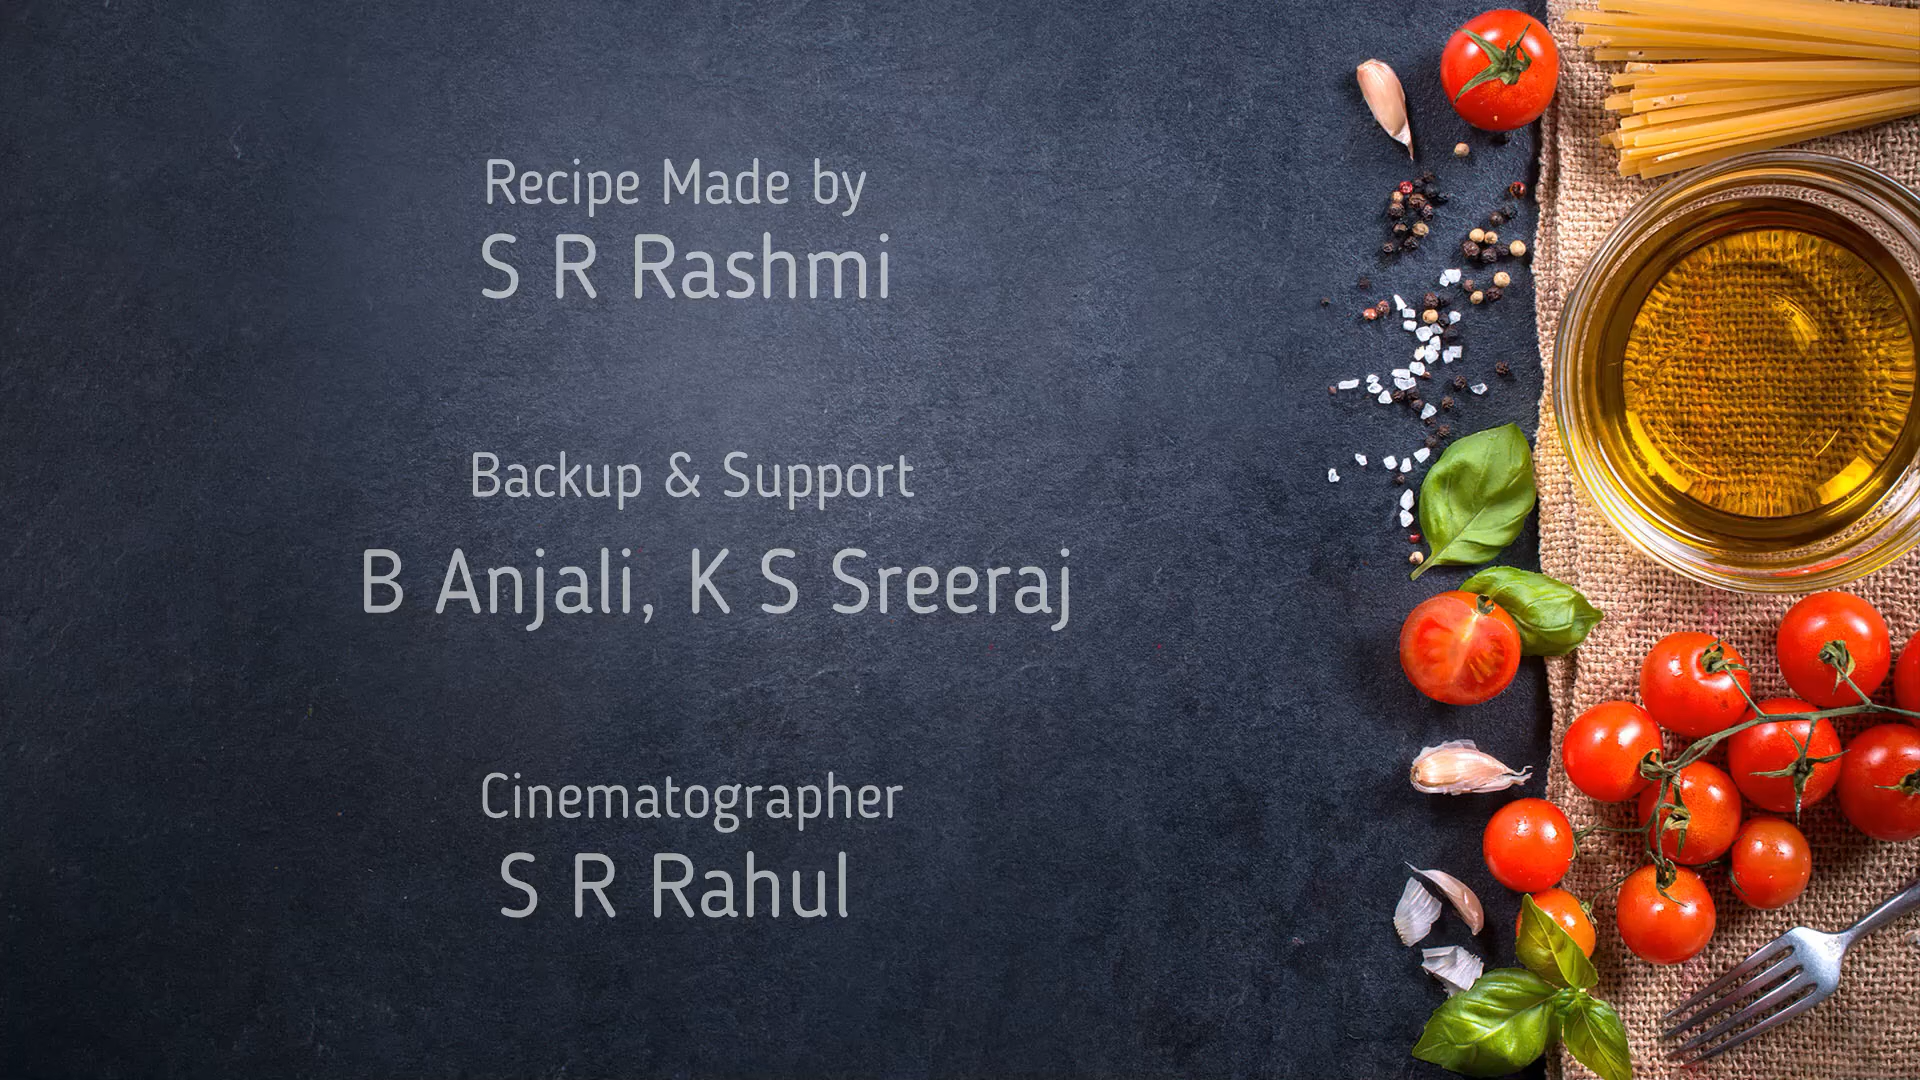 Recipe Made by
S R Rashmi
Backup & Support
B Anjali, K S Sreeraj
Cinematographer
S R Rahul